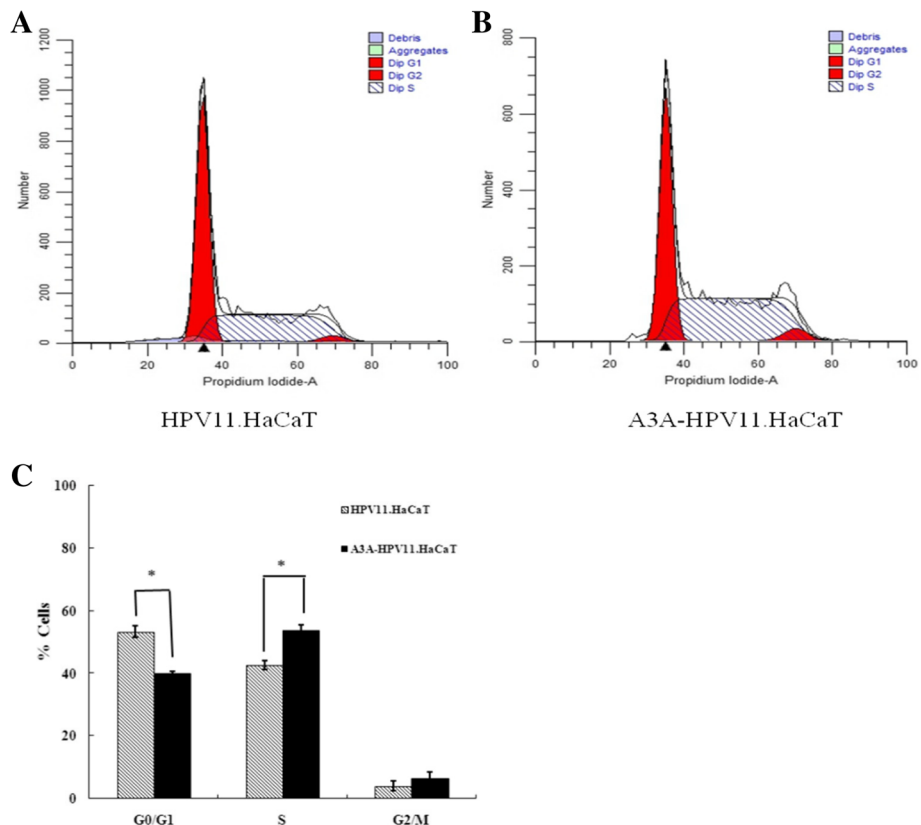 A
1200
1000
800
600
400
200
0
Number
Debris
Aggregates
Dip G1
Dip G2
Dip S
0 20 40 60 80 100
Propidium Iodide-A
HPV11.HaCaT
B
800
600
400
200
0
Number
Debris
Aggregates
Dip G1
Dip G2
Dip S
0 20 40 60 80 100
Propidium Iodide-A
A3A-HPV11.HaCaT
C
100
80
60
40
20
0
% Cells
HPV11.HaCaT
A3A-HPV11.HaCaT
* *
G0/G1 S G2/M